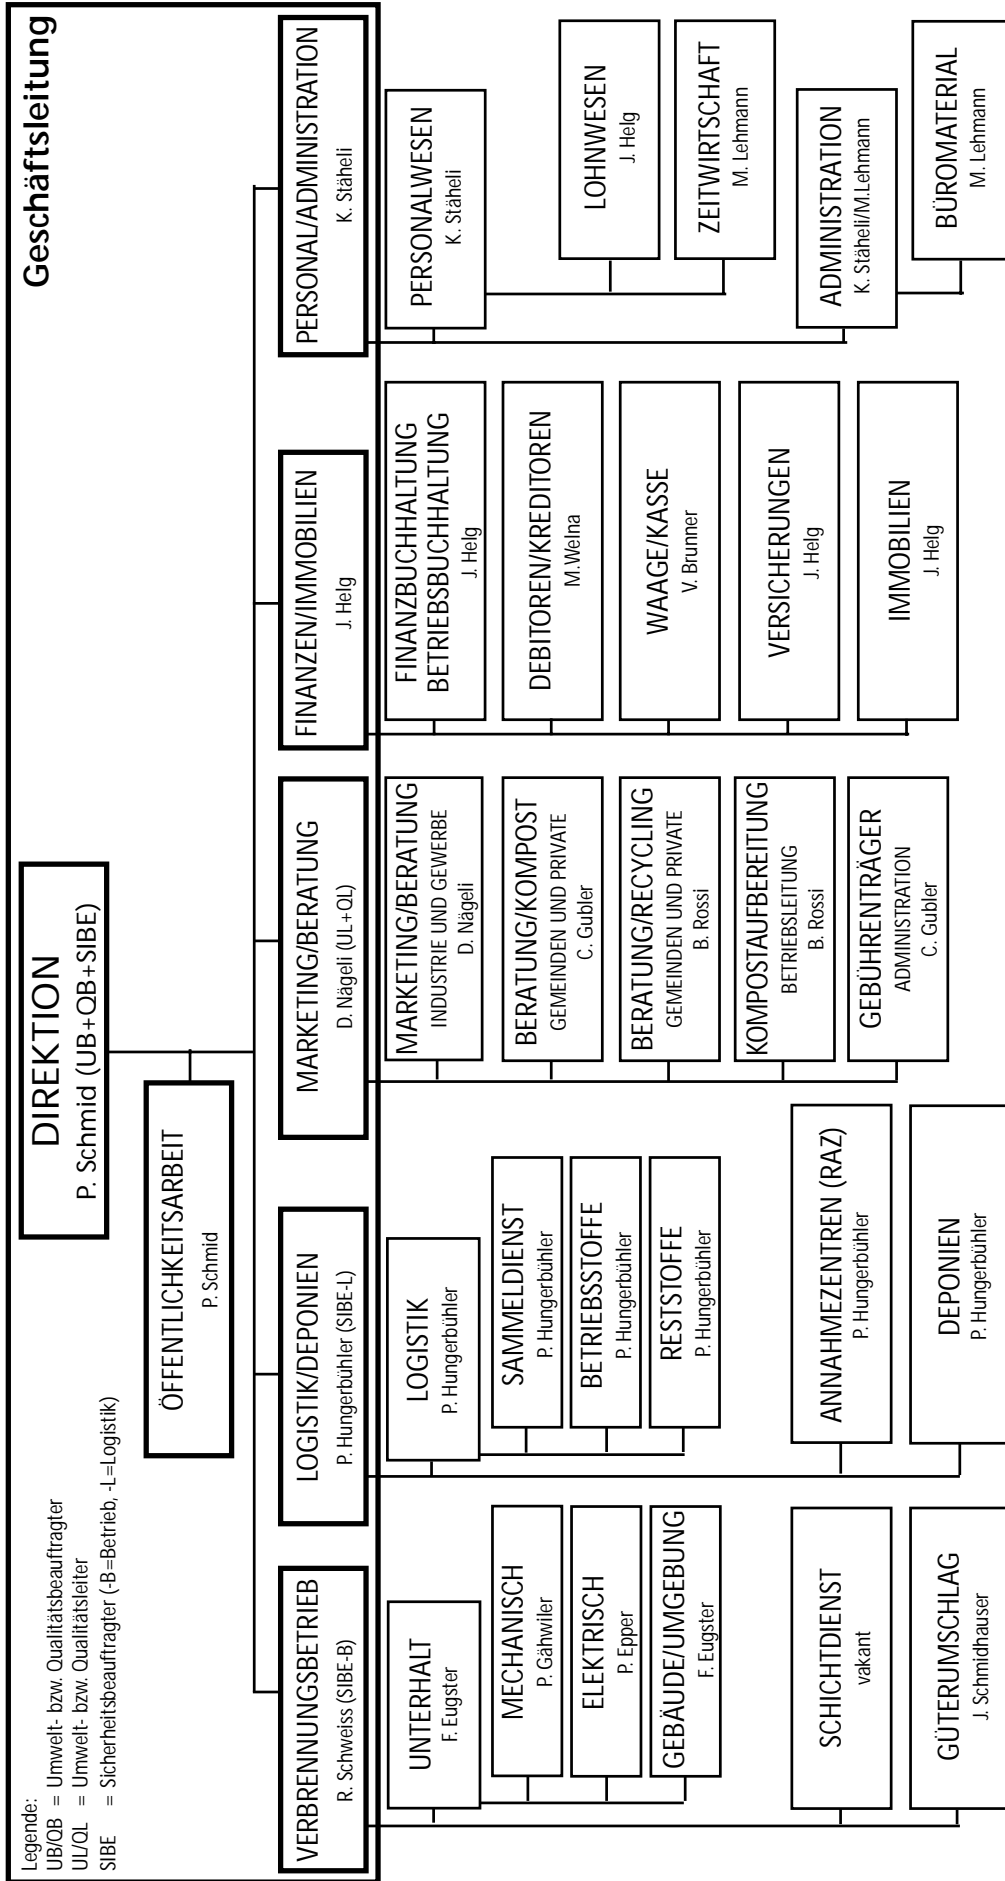 Geschäftsleitung
Legende:
UB/QB = Umwelt- bzw. Qualitätsbeauftragter
UL/QL = Umwelt- bzw. Qualitätsleiter
SIBE = Sicherheitsbeauftragter (-B=Betrieb, -L=Logistik)
DIREKTION
P. Schmid (UB+QB+SIBE)
ÖFFENTLICHKEITSARBEIT
P. Schmid
VERBRENNUNGSBETRIEB
R. Schweiss (SIBE-B)
UNTERHALT
F. Eugster
MECHANISCH
P. Gähwiler
ELEKTRISCH
P. Epper
GEBÄUDE/UMGEBUNG
F. Eugster
SCHICHTDIENST
vakant
GÜTERUMSCHLAG
J. Schmidhauser
LOGISTIK/DEPONIEN
P. Hungerbühler (SIBE-L)
LOGISTIK
P. Hungerbühler
SAMMELDIENST
P. Hungerbühler
BETRIEBSSTOFFE
P. Hungerbühler
RESTSTOFFE
P. Hungerbühler
ANNAHMEZENTREN (RAZ)
P. Hungerbühler
DEPONIEN
P. Hungerbühler
MARKETING/BERATUNG
D. Nägeli (UL+QL)
MARKETING/BERATUNG
INDUSTRIE UND GEWERBE
D. Nägeli
BERATUNG/KOMPOST
GEMEINDEN UND PRIVATE
C. Gubler
BERATUNG/RECYCLING
GEMEINDEN UND PRIVATE
B. Rossi
KOMPOSTAUFBEREITUNG
BETRIEBSLEITUNG
B. Rossi
GEBÜHRENTRÄGER
ADMINISTRATION
C. Gubler
FINANZEN/IMMOBILIEN
J. Helg
FINANZBUCHHALTUNG
BETRIEBSBUCHHALTUNG
J. Helg
DEBITOREN/KREDITOREN
M.Welna
WAAGE/KASSE
V. Brunner
VERSICHERUNGEN
J. Helg
IMMOBILIEN
J. Helg
PERSONAL/ADMINISTRATION
K. Stäheli
PERSONALWESEN
K. Stäheli
LOHNWESEN
J. Helg
ZEITWIRTSCHAFT
M. Lehmann
ADMINISTRATION
K. Stäheli/M.Lehmann
BÜROMATERIAL
M. Lehmann